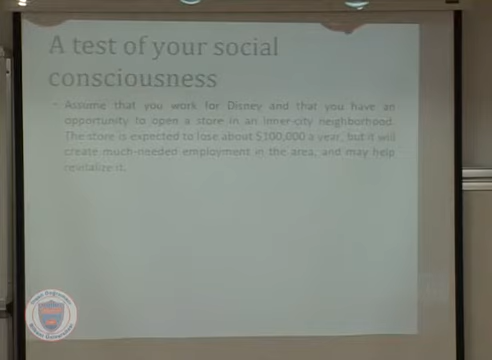 A test of your social
consciousness
Assume that you work for Disney and that you have an
opportunity to open a store in an inner-city neighborhood.
The store is expected to lose about $100,000 a year, but it will
create much-needed employment in the area, and may help
revitalize it.